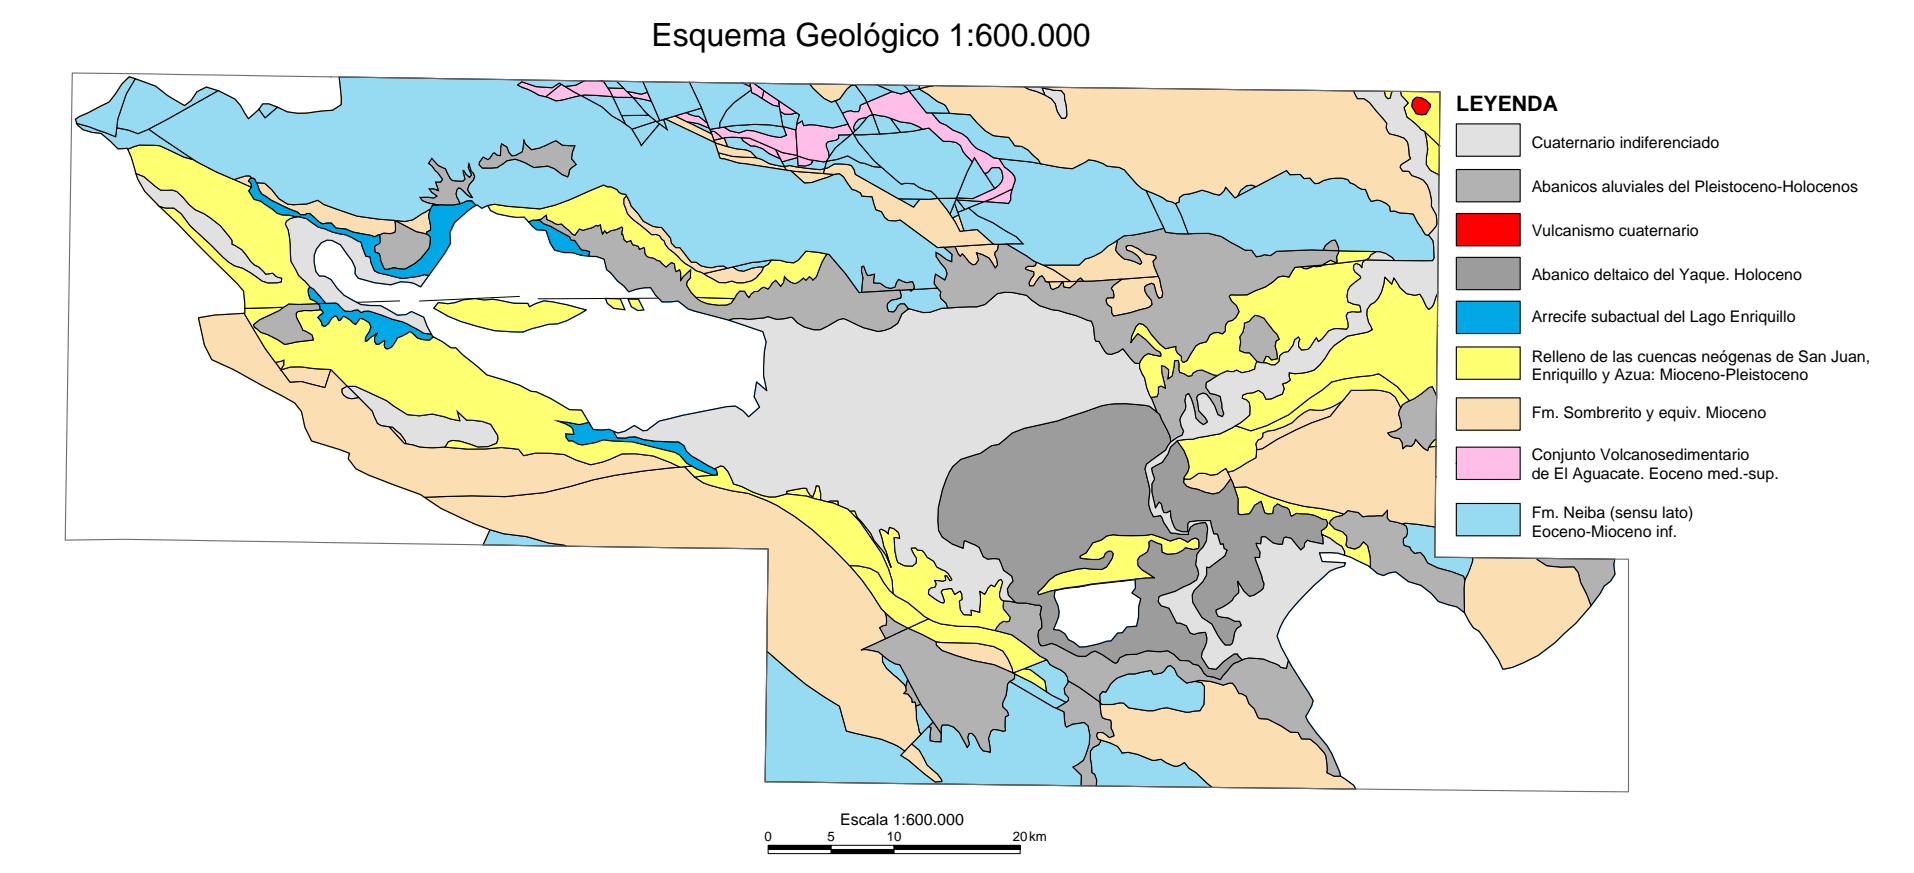 Esquema Geológico 1:600.000
LEYENDA
Cuaternario indiferenciado
Abanicos aluviales del Pleistoceno-Holocenos
Vulcanismo cuaternario
Abanico deltaico del Yaque. Holoceno
Arrecife subactual del Lago Enriquillo
Relleno de las cuencas neógenas de San Juan,
Enriquillo y Azua: Mioceno-Pleistoceno
Fm. Sombrerito y equiv. Mioceno
Conjunto Volcanosedimentario
de El Aguacate. Eoceno med.-sup.
Fm. Neiba (sensu lato)
Eoceno-Mioceno inf.
Escala 1:600.000
0 5 10 20 km